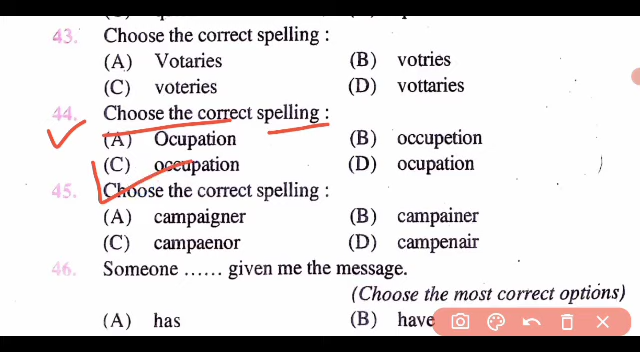 43. Choose the correct spelling :
(A) Votaries (B) votries
(C) voteries (D) vottaries
44. Choose the correct spelling :
(A) Ocupation (B) occupetion
(C) occupation (D) ocupation
45. Choose the correct spelling :
(A) campaigner (B) campainer
(C) campaenor (D) campenair
46. Someone ...... given me the message.
(Choose the most correct options)
(A) has (B) have